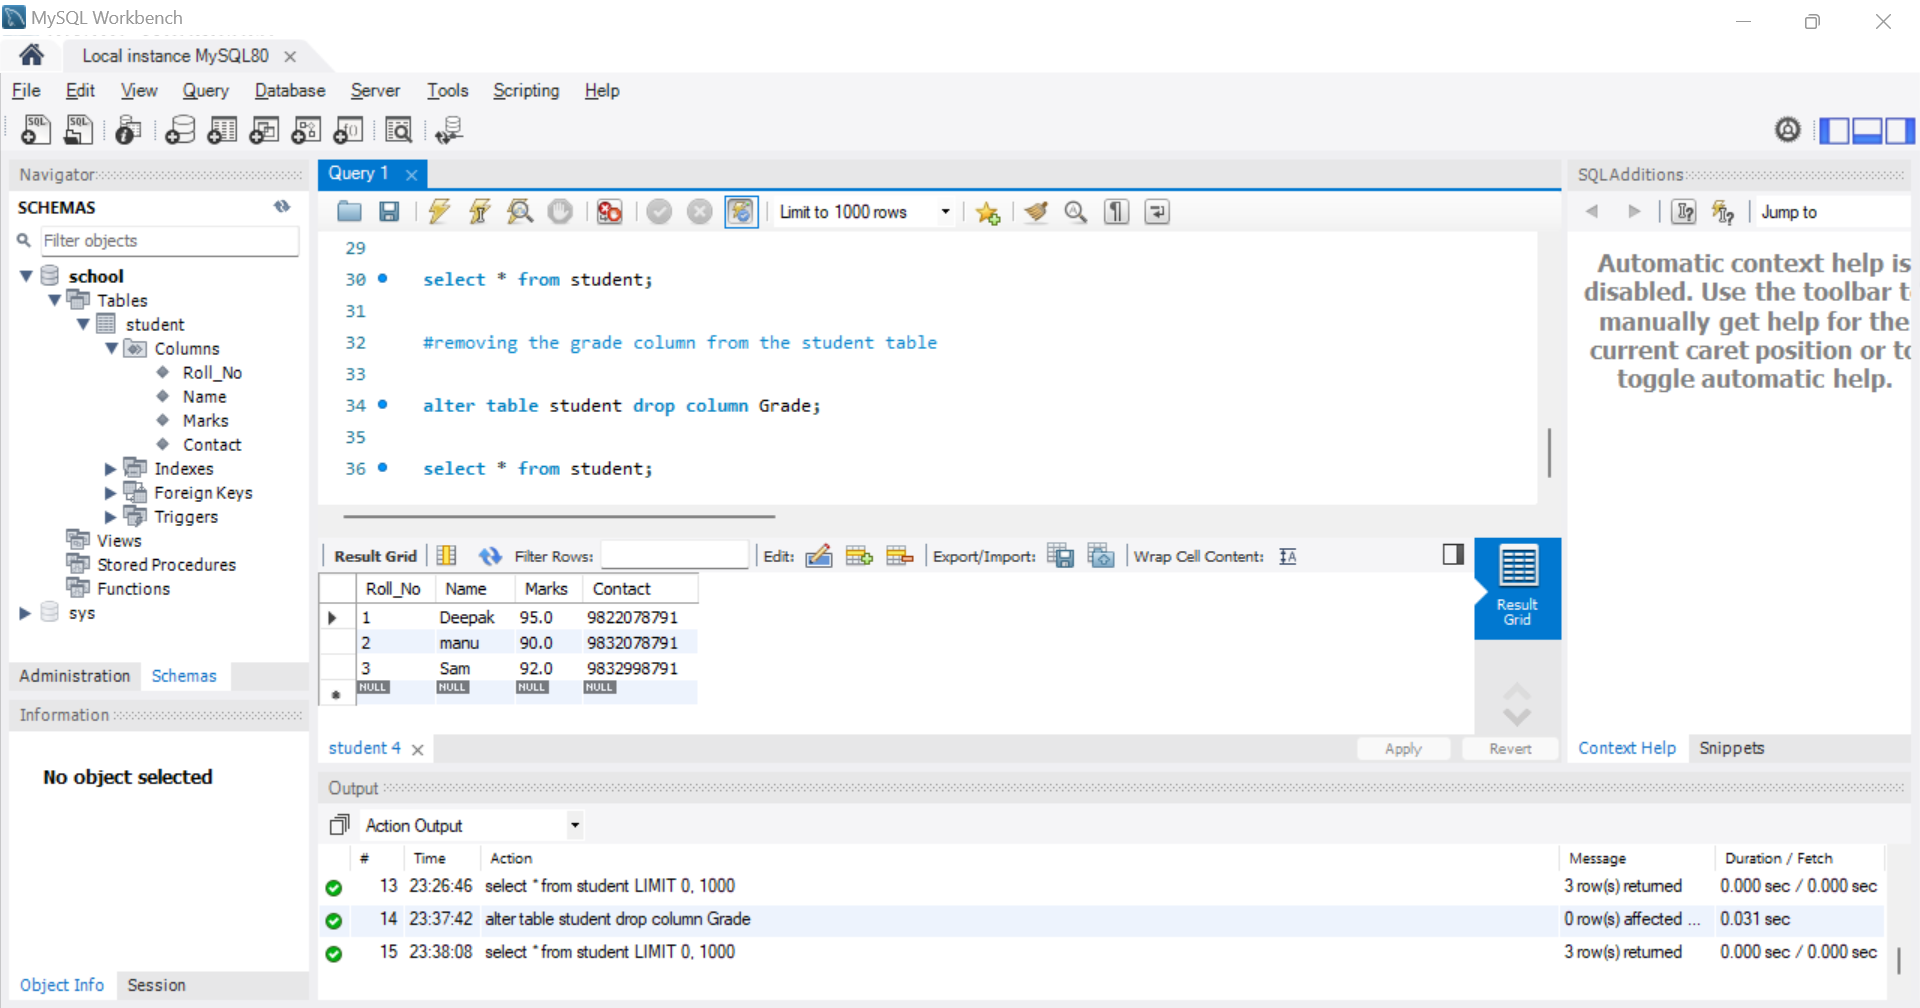 MySQL Workbench
Local instance MySQL80
File Edit View Query Database Server Tools Scripting Help
Navigator
SCHEMAS
Filter objects
school
Tables
student
Columns
Roll_No
Name
Marks
Contact
Indexes
Foreign Keys
Triggers
Views
Stored Procedures
Functions
sys
Administration Schemas
Information
No object selected
Object Info Session
Query 1
Limit to 1000 rows
29
30 select * from student;
31
32 #removing the grade column from the student table
33
34 alter table student drop column Grade;
35
36 select * from student;
Result Grid Filter Rows: Edit: Export/Import: Wrap Cell Content:
Roll_No Name Marks Contact
1 Deepak 95.0 9822078791
2 manu 90.0 9832078791
3 Sam 92.0 9832998791
NULL NULL NULL NULL
Result
Grid
student 4 Apply Revert
SQLAdditions
Jump to
Automatic context help is
disabled. Use the toolbar
manually get help for the
current caret position or
toggle automatic help.
Context Help Snippets
Output
Action Output
# Time Action Message Duration / Fetch
13 23:26:46 select * from student LIMIT 0, 1000 3 row(s) returned 0.000 sec / 0.000 sec
14 23:37:42 alter table student drop column Grade 0 row(s) affected ... 0.031 sec
15 23:38:08 select * from student LIMIT 0, 1000 3 row(s) returned 0.000 sec / 0.000 sec